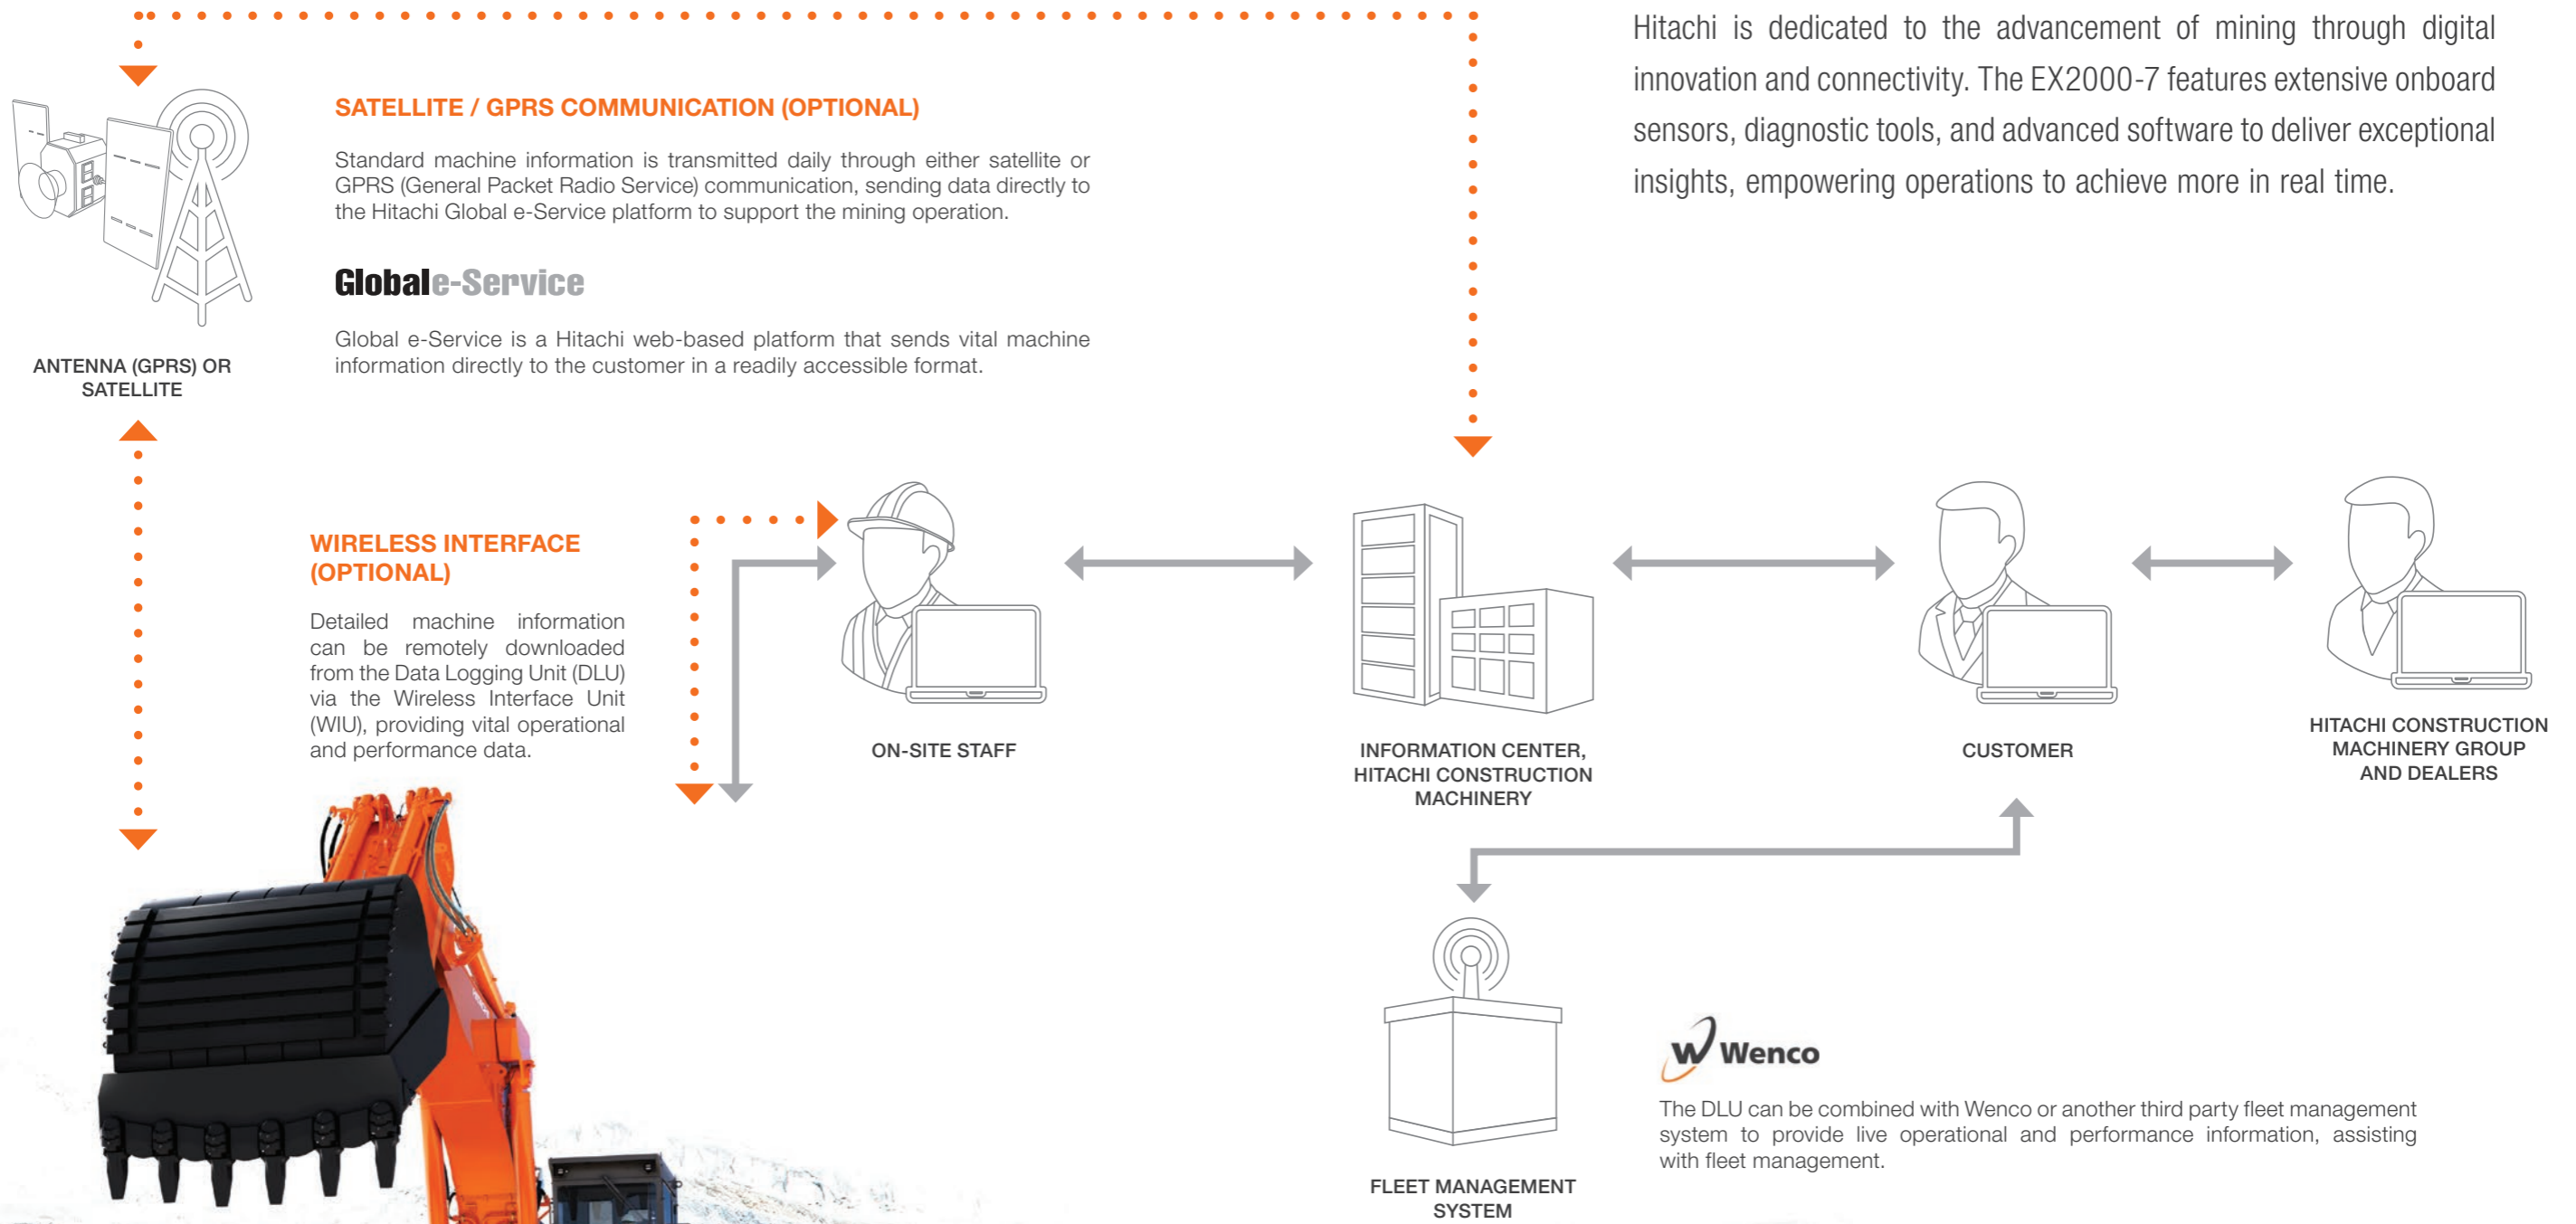 Hitachi is dedicated to the advancement of mining through digital
innovation and connectivity. The EX2000-7 features extensive onboard
sensors, diagnostic tools, and advanced software to deliver exceptional
insights, empowering operations to achieve more in real time.
SATELLITE / GPRS COMMUNICATION (OPTIONAL)
Standard machine information is transmitted daily through either satellite or
GPRS (General Packet Radio Service) communication, sending data directly to
the Hitachi Global e-Service platform to support the mining operation.
Globale-Service
Global e-Service is a Hitachi web-based platform that sends vital machine
information directly to the customer in a readily accessible format.
ANTENNA (GPRS) OR
SATELLITE
WIRELESS INTERFACE
(OPTIONAL)
Detailed machine information
can be remotely downloaded
from the Data Logging Unit (DLU)
via the Wireless Interface Unit
(WIU), providing vital operational
and performance data.
ON-SITE STAFF
INFORMATION CENTER,
HITACHI CONSTRUCTION
MACHINERY
CUSTOMER
HITACHI CONSTRUCTION
MACHINERY GROUP
AND DEALERS
W Wenco
The DLU can be combined with Wenco or another third party fleet management
system to provide live operational and performance information, assisting
with fleet management.
FLEET MANAGEMENT
SYSTEM